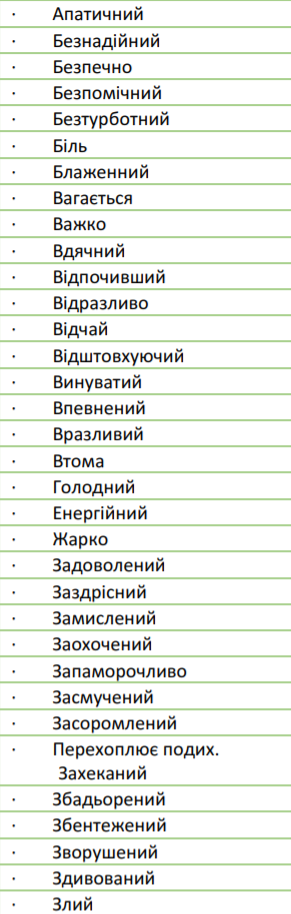 · Апатичний
· Безнадійний
· Безпечно
· Безпомічний
· Безтурботний
· Біль
· Блаженний
· Вагається
· Важко
· Вдячний
· Відпочивший
· Відразливо
· Відчай
· Відштовхуючий
· Винуватий
· Впевнений
· Вразливий
· Втома
· Голодний
· Енергійний
· Жарко
· Задоволений
· Заздрісний
· Замислений
· Заохочений
· Запаморочливо
· Засмучений
· Засоромлений
· Перехоплює подих.
Захеканий
· Збадьорений
· Збентежений
· Зворушений
· Здивований
· Злий